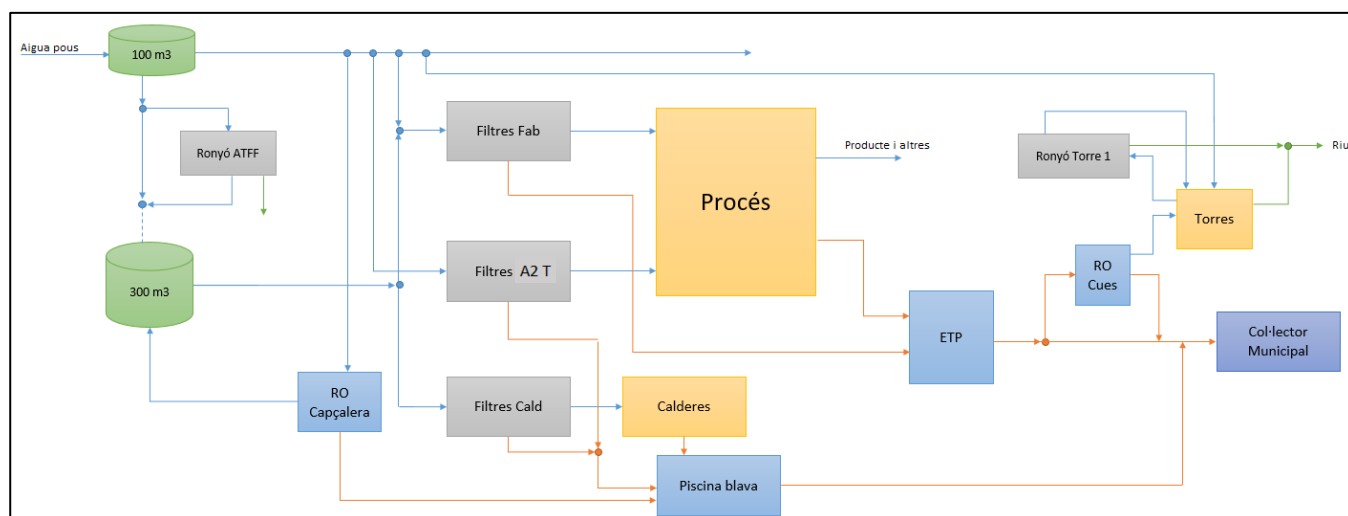 Aigua pous
100 m3
Ronyó ATFF
300 m3
RO
Capçalera
Filtres Fab
Filtres A2 T
Filtres Cald
Procés
Calderes
Piscina blava
Producte i altres
ETP
Ronyó Torre 1
Torres
Riu
RO
Cues
Col·lector
Municipal